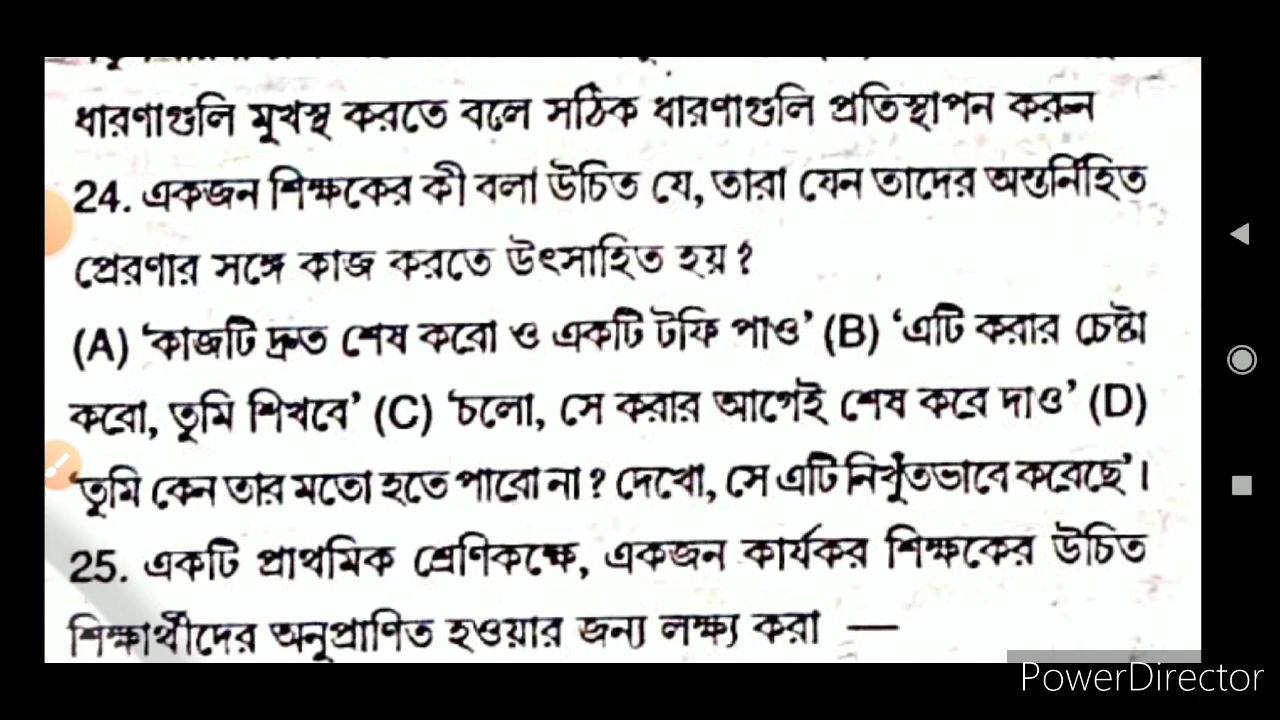 ধারণাগুলি মুখস্থ করতে বলে সঠিক ধারণাগুলি প্রতিস্থাপন করুন
24. একজন শিক্ষকের কী বলা উচিত যে, তারা যেন তাদের অন্তর্নিহিত
প্রেরণার সঙ্গে কাজ করতে উৎসাহিত হয় ?
(A) ‘কাজটি দ্রুত শেষ করো ও একটি টফি পাও’ (B) ‘এটি করার চেষ্টা
করো, তুমি শিখবে’ (C) ‘চলো, সে করার আগেই শেষ করে দাও’ (D)
‘তুমি কেন তার মতো হতে পারো না ? দেখো, সে এটি নিখুঁতভাবে করেছে’।
25. একটি প্রাথমিক শ্রেণিকক্ষে, একজন কার্যকর শিক্ষকের উচিত
শিক্ষার্থীদের অনুপ্রাণিত হওয়ার জন্য লক্ষ্য করা —
PowerDirector